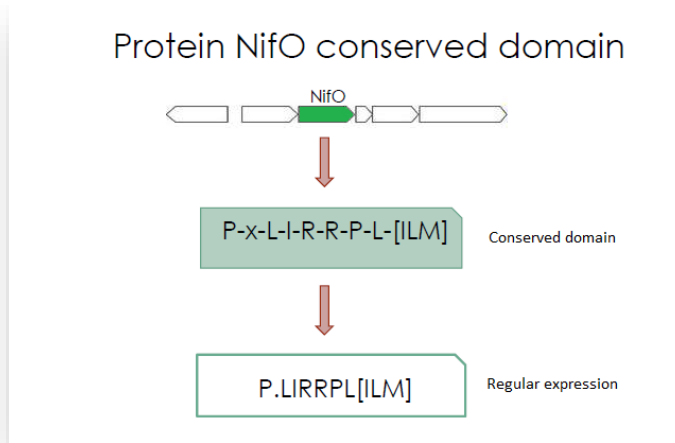 Protein NifO conserved domain
NifO
P-x-L-I-R-R-P-L-[ILM]
Conserved domain
P.LIRRPL[ILM]
Regular expression